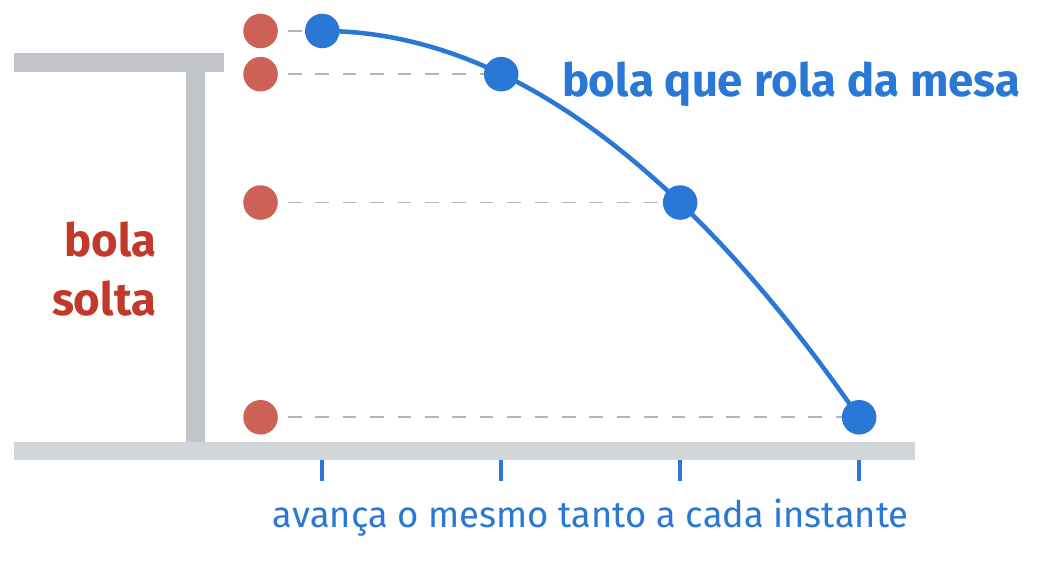 bola que rola da mesa
bola
solta
avança o mesmo tanto a cada instante